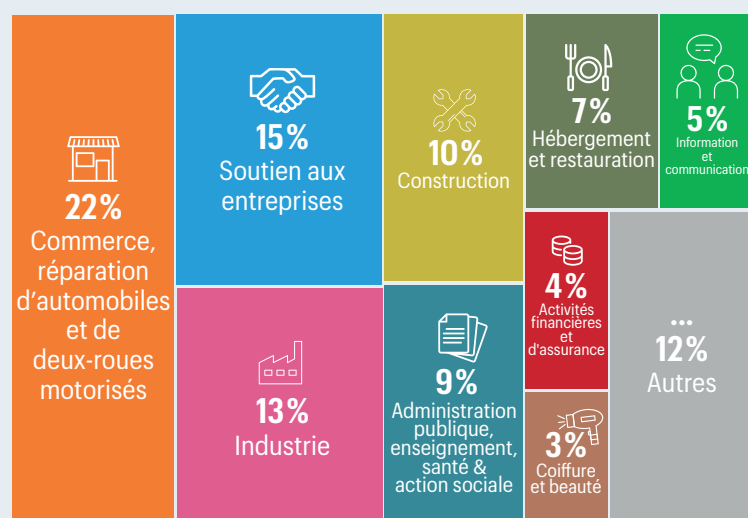 22%
Commerce,
réparation
d'automobiles
et de
deux-roues
motorisés
15%
Soutien aux
entreprises
13%
Industrie
10%
Construction
9%
Administration
publique,
enseignement,
santé &
action sociale
7%
Hébergement
et restauration
5%
Information
et
communication
4%
Activités
financières
et
d'assurance
3%
Coiffure
et beauté
...
12%
Autres